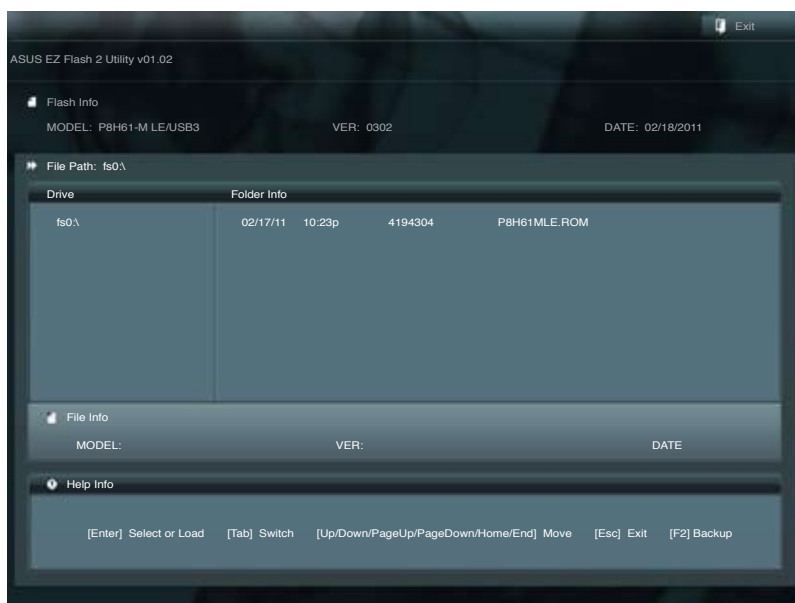 Exit
ASUS EZ Flash 2 Utility v01.02
Flash Info
MODEL: P8H61-M LE/USB3 VER: 0302 DATE: 02/18/2011
File Path: fs0:\
Drive Folder Info
fs0:\ 02/17/11 10:23p 4194304 P8H61MLE.ROM
File Info
MODEL: VER: DATE
Help Info
[Enter] Select or Load [Tab] Switch [Up/Down/PageUp/PageDown/Home/End] Move [Esc] Exit [F2] Backup